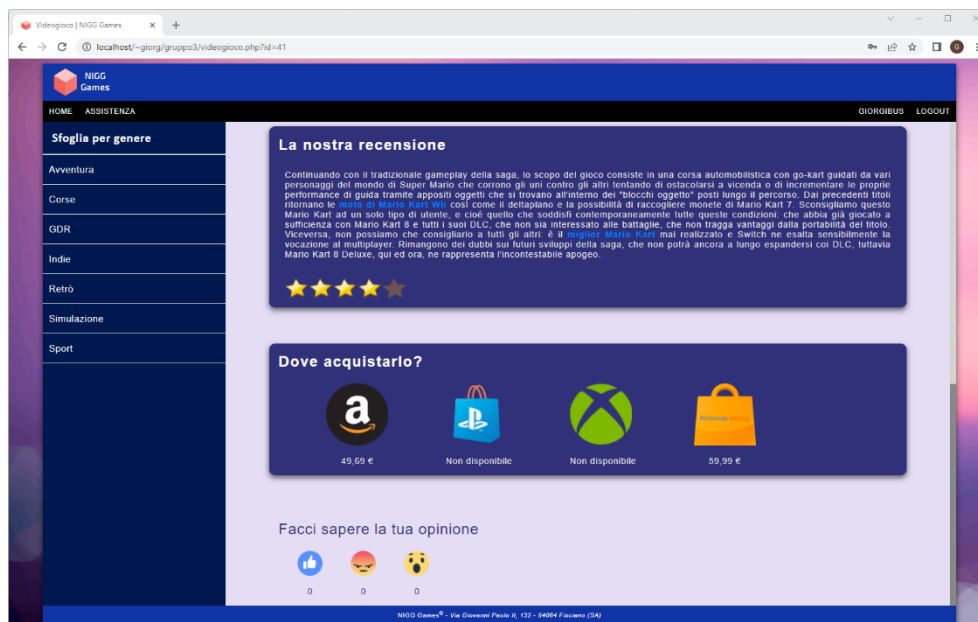 Videogioco | NIGG Games
localhost/~giorg/gruppo3/videogioco.php?id=41
G
NIGG
Games
HOME ASSISTENZA GIORGIBUS LOGOUT
Sfoglia per genere
Avventura
Corse
GDR
Indie
Retrò
Simulazione
Sport
La nostra recensione
Continuando con il tradizionale gameplay della saga, lo scopo del gioco consiste in una corsa automobilistica con go-kart guidati da vari
personaggi del mondo di Super Mario che corrono gli uni contro gli altri tentando di ostacolarsi a vicenda o di incrementare le proprie
performance di guida tramite appositi oggetti che si trovano all'interno dei "blocchi oggetto" posti lungo il percorso. Dai precedenti titoli
ritornano le moto di Mario Kart Wii così come il deltaplano e la possibilità di raccogliere monete di Mario Kart 7. Sconsigliamo questo
Mario Kart ad un solo tipo di utente, e cioé quello che soddisfi contemporaneamente tutte queste condizioni: che abbia già giocato a
sufficienza con Mario Kart 8 e tutti i suoi DLC, che non sia interessato alle battaglie, che non tragga vantaggi dalla portabilità del titolo.
Viceversa, non possiamo che consigliarlo a tutti gli altri: è il miglior Mario Kart mai realizzato e Switch ne esalta sensibilmente la
vocazione al multiplayer. Rimangono dei dubbi sui futuri sviluppi della saga, che non potrà ancora a lungo espandersi coi DLC, tuttavia
Mario Kart 8 Deluxe, qui ed ora, ne rappresenta l'incontestabile apogeo.
Dove acquistarlo?
a
Nintendo eShop
49,69 € Non disponibile Non disponibile 59,99 €
Facci sapere la tua opinione
0 0 0
NIGG Games® - Via Giovanni Paolo II, 132 - 84084 Fisciano (SA)